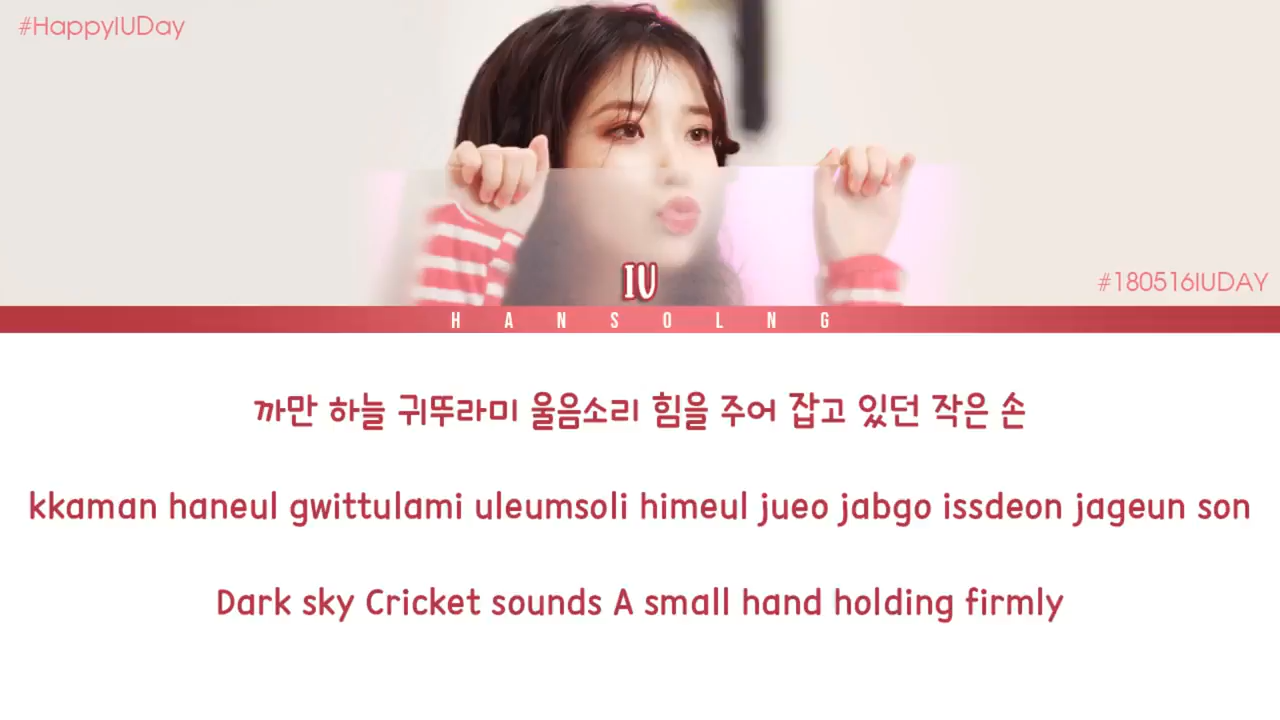 #HappyIUDay
IU
#180516IUDAY
HANSOLNG
까만 하늘 귀뚜라미 울음소리 힘을 주어 잡고 있던 작은 손
kkaman haneul gwittulami uleumsoli himeul jueo jabgo issdeon jageun son
Dark sky Cricket sounds A small hand holding firmly